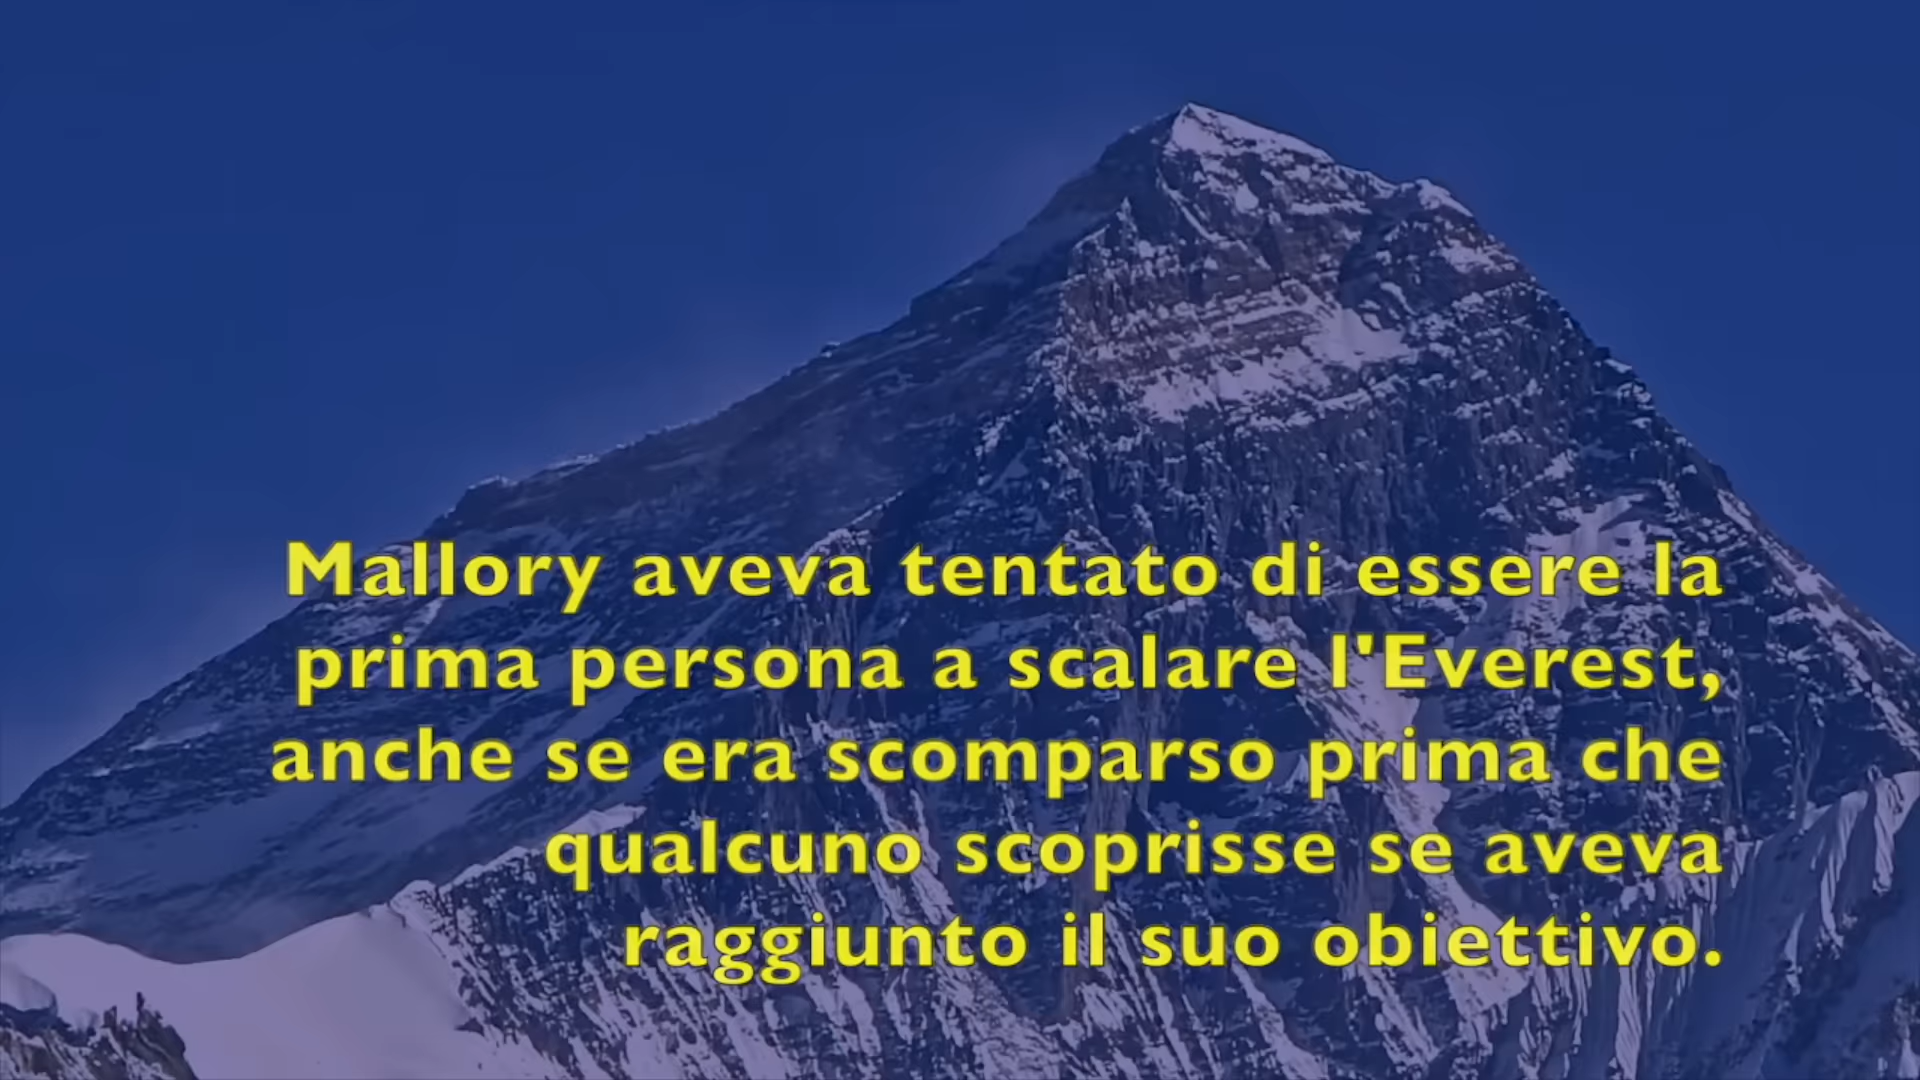 Mallory aveva tentato di essere la
prima persona a scalare l'Everest,
anche se era scomparso prima che
qualcuno scoprisse se aveva
raggiunto il suo obiettivo.